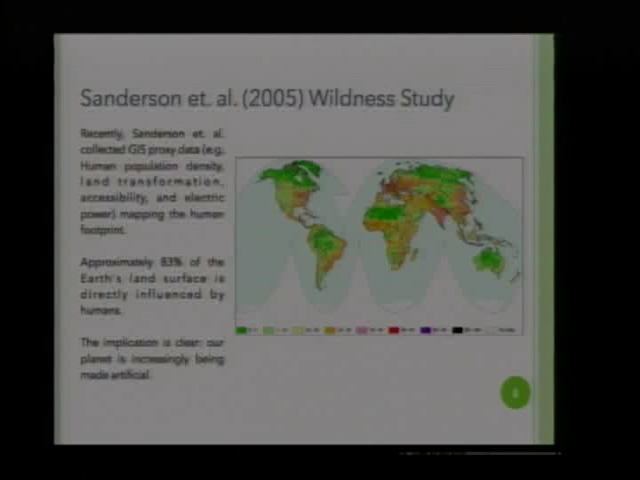 Sanderson et. al. (2005) Wildness Study
Recently, Sanderson et. al.
collected GIS proxy data (e.g.
Human population density,
land transformation,
accessibility, and electric
power) mapping the human
footprint.
Approximately 83% of the
Earth's land surface is
directly influenced by
humans.
The implication is clear: our
planet is increasingly being
made artificial.